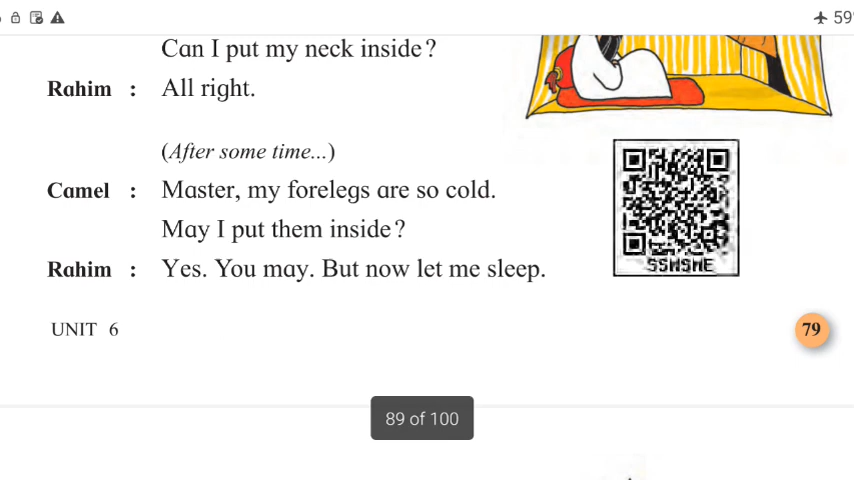 59
Can I put my neck inside?
Rahim : All right.
(After some time...)
Camel : Master, my forelegs are so cold.
May I put them inside?
Rahim : Yes. You may. But now let me sleep.
S5W5WE
UNIT 6
79
89 of 100